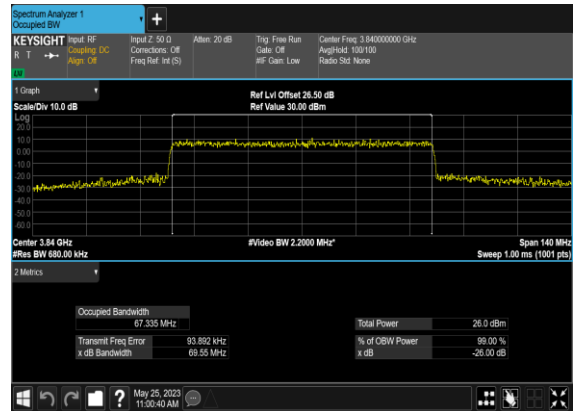 Spectrum Analyzer 1
Occupied BW
+
KEYSIGHT Input: RF
R T
Coupling: DC
Align: Off
Input Z: 50 Ω
Corrections: Off
Freq Ref: Int (S)
Atten: 20 dB
Trig: Free Run
Gate: Off
#IF Gain: Low
Center Freq: 3.840000000 GHz
Avg|Hold: 100/100
Radio Std: None
1 Graph
Scale/Div 10.0 dB
Ref Lvl Offset 26.50 dB
Ref Value 30.00 dBm
Log
20.0
10.0
0.00
-10.0
-20.0
-30.0
-40.0
-50.0
-60.0
Center 3.84 GHz
#Res BW 680.00 kHz
#Video BW 2.2000 MHz*
Span 140 MHz
Sweep 1.00 ms (1001 pts)
2 Metrics
Occupied Bandwidth
67.335 MHz
Total Power 26.0 dBm
Transmit Freq Error 93.892 kHz
% of OBW Power 99.00 %
x dB Bandwidth 69.55 MHz
x dB -26.00 dB
?
May 25, 2023
11:00:40 AM